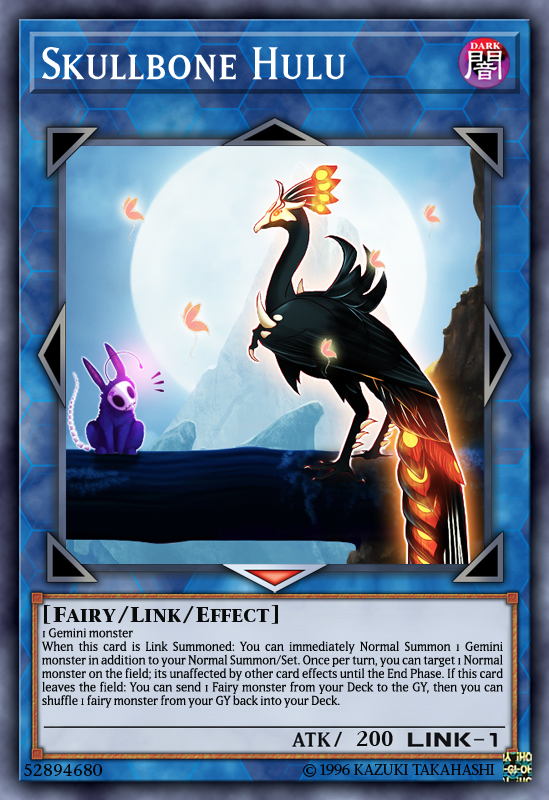 Skullbone Hulu
DARK
闇
[Fairy/Link/Effect]
1 Gemini monster
When this card is Link Summoned: You can immediately Normal Summon 1 Gemini
monster in addition to your Normal Summon/Set. Once per turn, you can target 1 Normal
monster on the field; its unaffected by other card effects until the End Phase. If this card
leaves the field: You can send 1 Fairy monster from your Deck to the GY, then you can
shuffle 1 fairy monster from your GY back into your Deck.
ATK/ 200 LINK-1
52894680
©1996 KAZUKI TAKAHASHI